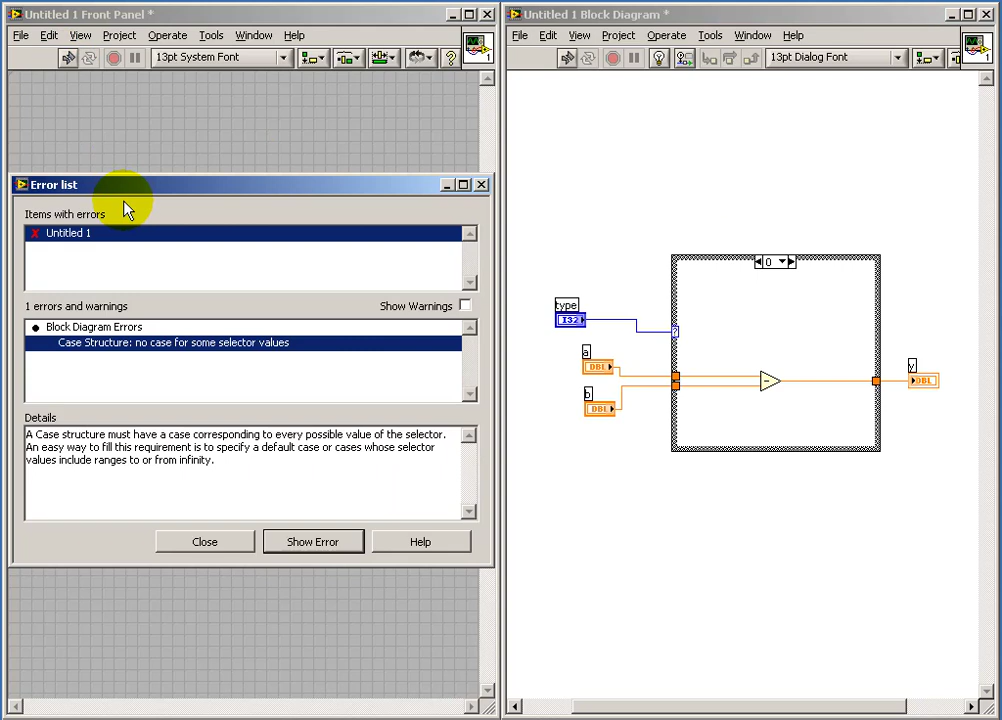 Untitled 1 Front Panel *
File Edit View Project Operate Tools Window Help
13pt System Font
1
Error list
Items with errors
Untitled 1
1 errors and warnings
Show Warnings
Block Diagram Errors
Case Structure: no case for some selector values
Details
A Case structure must have a case corresponding to every possible value of the selector.
An easy way to fill this requirement is to specify a default case or cases whose selector
values include ranges to or from infinity.
Close
Show Error
Help
Untitled 1 Block Diagram *
File Edit View Project Operate Tools Window Help
13pt Dialog Font
1
0
type
I32
?
a
DBL
b
DBL
y
DBL